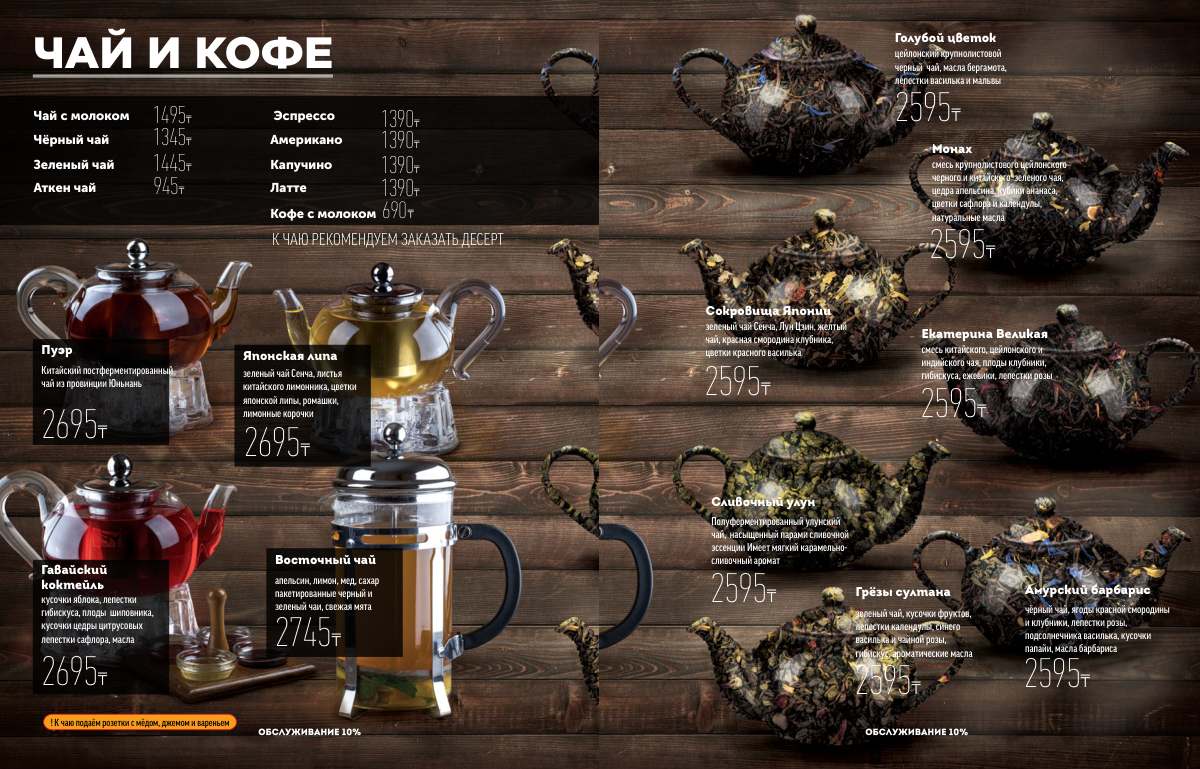 ЧАЙ И КОФЕ
Чай с молоком 1495₸
Чёрный чай 1345₸
Зеленый чай 1445₸
Аткен чай 945₸
Эспрессо 1390₸
Американо 1390₸
Капучино 1390₸
Латте 1390₸
Кофе с молоком 690₸
К ЧАЮ РЕКОМЕНДУЕМ ЗАКАЗАТЬ ДЕСЕРТ
Пуэр
Китайский постферментированный
чай из провинции Юньнань
2695₸
Японская липа
зеленый чай Сенча, листья
китайского лимонника, цветки
японской липы, ромашки,
лимонные корочки
2695₸
Гавайский
коктейль
кусочки яблока, лепестки
гибискуса, плоды шиповника,
кусочки цедры цитрусовых
лепестки сафлора, масла
2695₸
Восточный чай
апельсин, лимон, мед, сахар
пакетированные черный и
зеленый чаи, свежая мята
2745₸
! К чаю подаём розетки с мёдом, джемом и вареньем
ОБСЛУЖИВАНИЕ 10%
Голубой цветок
цейлонский крупнолистовой
черный чай, масла бергамота,
лепестки василька и мальвы
2595₸
Монах
смесь крупнолистового цейлонского
черного и китайского зеленого чая,
цедра апельсина, кубики ананаса,
цветки сафлора и календулы,
натуральные масла
2595₸
Сокровища Японии
зеленый чай Сенча, Лун Цзин, желтый
чай, красная смородина клубника,
цветки красного василька
2595₸
Екатерина Великая
смесь китайского, цейлонского и
индийского чая, плоды клубники,
гибискуса, ежевики, лепестки розы
2595₸
Сливочный улун
Полуферментированный улунский
чай, насыщенный парами сливочной
эссенции Имеет мягкий карамельно-
сливочный аромат
2595₸
Грёзы султана
зеленый чай, кусочки фруктов,
лепестки календулы, синего
василька и чайной розы,
гибискус, ароматические масла
2595₸
Амурский барбарис
чёрный чай, ягоды красной смородины
и клубники, лепестки розы,
подсолнечника василька, кусочки
папайи, масла барбариса
2595₸
ОБСЛУЖИВАНИЕ 10%